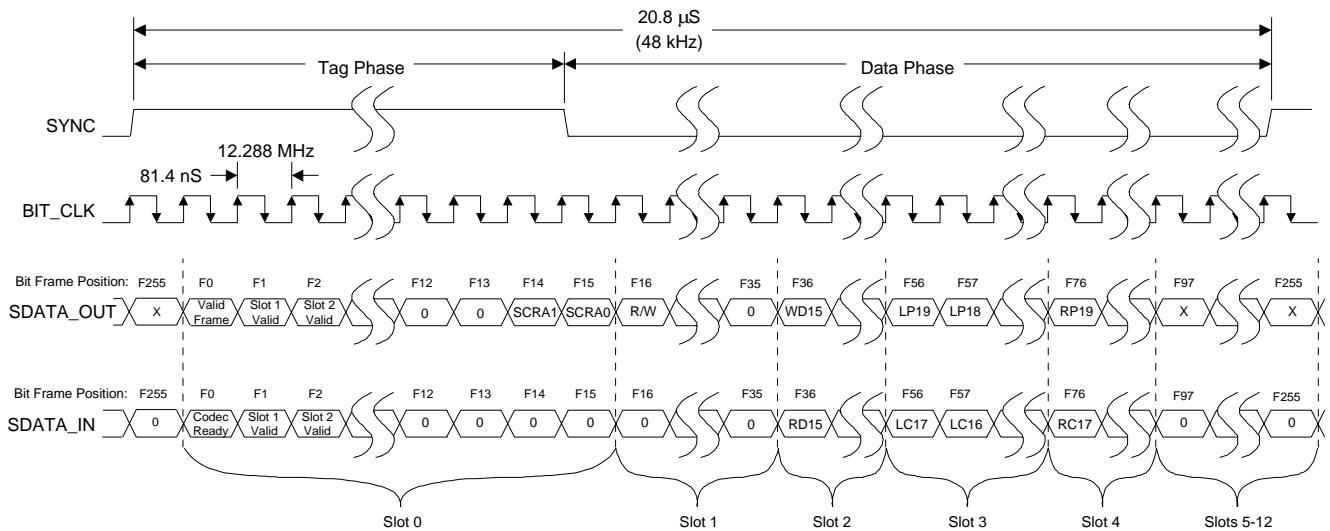 20.8 µS
(48 kHz)
Tag Phase
Data Phase
SYNC
12.288 MHz
81.4 nS
BIT_CLK
Bit Frame Position: F255 F0 F1 F2 F12 F13 F14 F15 F16 F35 F36 F56 F57 F76 F97 F255
SDATA_OUT X Valid Frame Slot 1 Valid Slot 2 Valid 0 0 SCRA1 SCRA0 R/W 0 WD15 LP19 LP18 RP19 X X
Bit Frame Position: F255 F0 F1 F2 F12 F13 F14 F15 F16 F35 F36 F56 F57 F76 F97 F255
SDATA_IN 0 Codec Ready Slot 1 Valid Slot 2 Valid 0 0 0 0 0 0 RD15 LC17 LC16 RC17 0 0
Slot 0 Slot 1 Slot 2 Slot 3 Slot 4 Slots 5-12